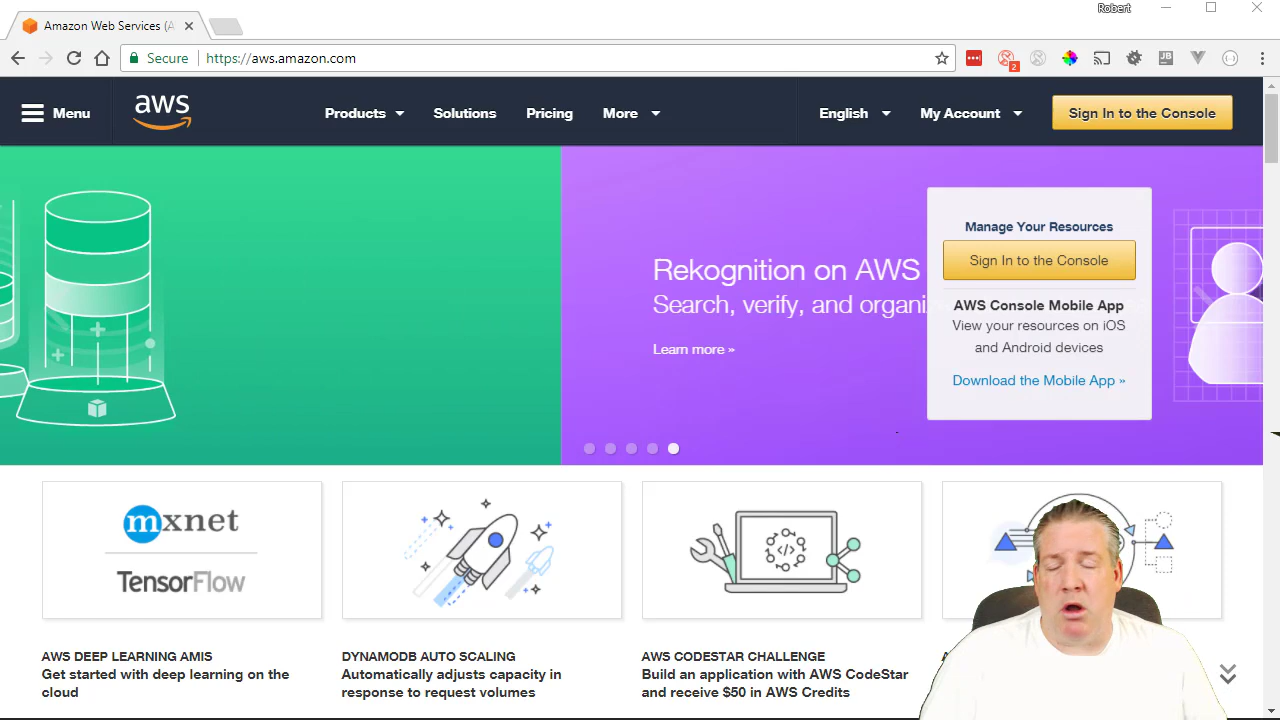 Robert
Amazon Web Services (A
Secure
https://aws.amazon.com
2
JB
Menu
aws
Products
Solutions
Pricing
More
English
My Account
Sign In to the Console
Rekognition on AWS
Search, verify, and organi
Learn more »
Manage Your Resources
Sign In to the Console
AWS Console Mobile App
View your resources on iOS
and Android devices
Download the Mobile App »
mxnet
TensorFlow
</>
AWS DEEP LEARNING AMIS
Get started with deep learning on the
cloud
DYNAMODB AUTO SCALING
Automatically adjusts capacity in
response to request volumes
AWS CODESTAR CHALLENGE
Build an application with AWS CodeStar
and receive $50 in AWS Credits